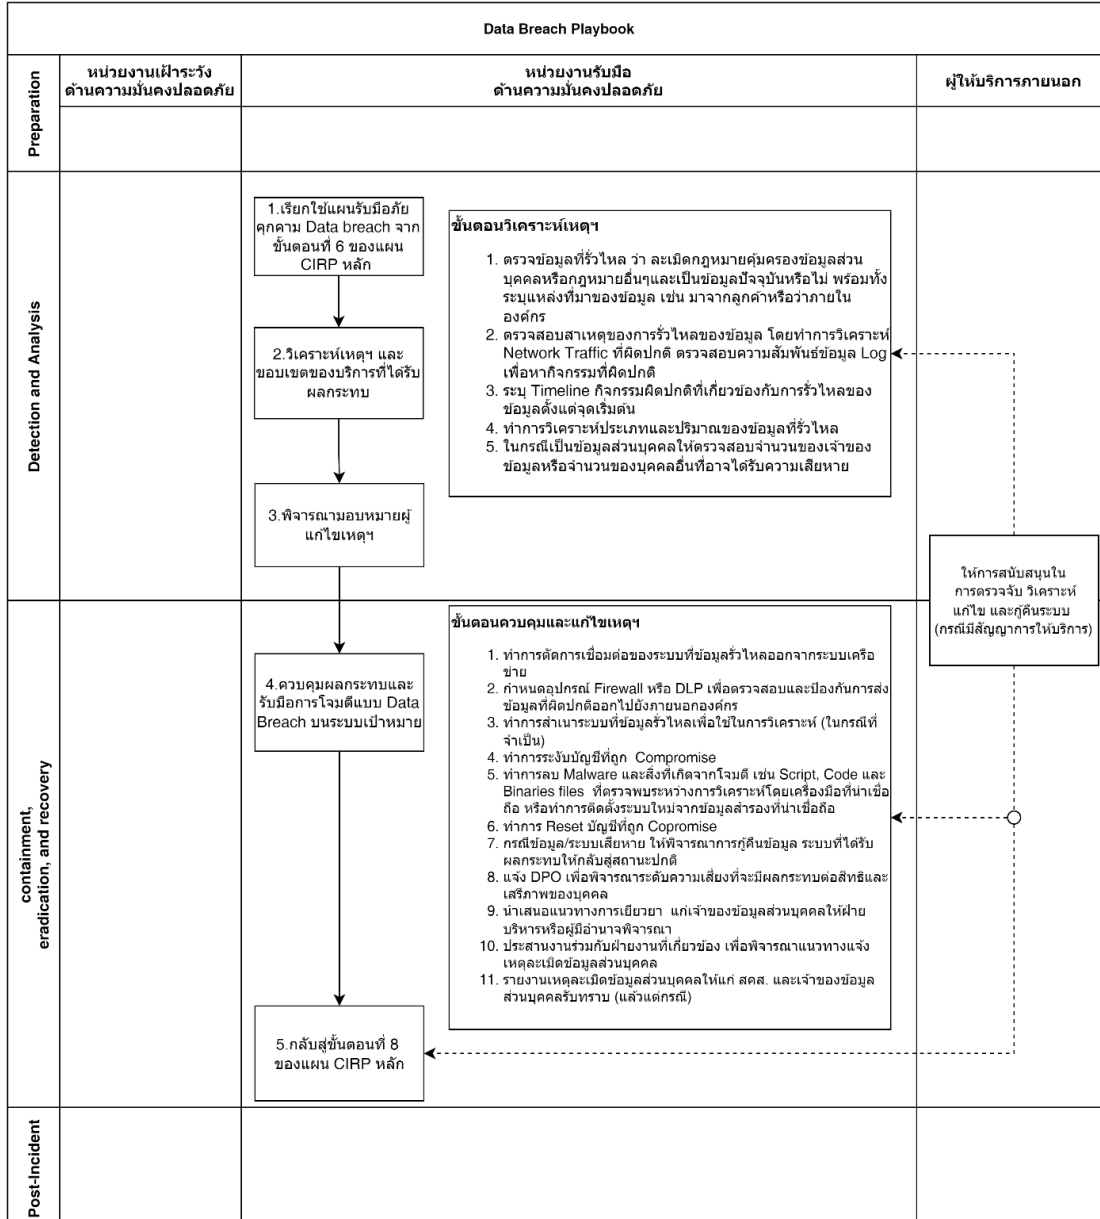 Data Breach Playbook
หน่วยงานเฝ้าระวัง
ด้านความมั่นคงปลอดภัย
หน่วยงานรับมือ
ด้านความมั่นคงปลอดภัย
ผู้ให้บริการภายนอก
Preparation
Detection and Analysis
1.เรียกใช้แผนรับมือภัย
คุกคาม Data breach จาก
ขั้นตอนที่ 6 ของแผน
CIRP หลัก
2.วิเคราะห์เหตุฯ และ
ขอบเขตของบริการที่ได้รับ
ผลกระทบ
3.พิจารณามอบหมายผู้
แก้ไขเหตุฯ
ขั้นตอนวิเคราะห์เหตุฯ
1. ตรวจข้อมูลที่รั่วไหล ว่า ละเมิดกฎหมายคุ้มครองข้อมูลส่วน
บุคคลหรือกฎหมายอื่นๆและเป็นข้อมูลปัจจุบันหรือไม่ พร้อมทั้ง
ระบุแหล่งที่มาของข้อมูล เช่น มาจากลูกค้าหรือว่าภายใน
องค์กร
2. ตรวจสอบสาเหตุของการรั่วไหลของข้อมูล โดยทำการวิเคราะห์
Network Traffic ที่ผิดปกติ ตรวจสอบความสัมพันธ์ข้อมูล Log
เพื่อหากิจกรรมที่ผิดปกติ
3. ระบุ Timeline กิจกรรมผิดปกติที่เกี่ยวข้องกับการรั่วไหลของ
ข้อมูลตั้งแต่จุดเริ่มต้น
4. ทำการวิเคราะห์ประเภทและปริมาณของข้อมูลที่รั่วไหล
5. ในกรณีเป็นข้อมูลส่วนบุคคลให้ตรวจสอบจำนวนของเจ้าของ
ข้อมูลหรือจำนวนของบุคคลอื่นที่อาจได้รับความเสียหาย
ให้การสนับสนุนใน
การตรวจจับ วิเคราะห์
แก้ไข และกู้คืนระบบ
(กรณีมีสัญญาการให้บริการ)
containment,
eradication, and recovery
4.ควบคุมผลกระทบและ
รับมือการโจมตีแบบ Data
Breach บนระบบเป้าหมาย
5.กลับสู่ขั้นตอนที่ 8
ของแผน CIRP หลัก
ขั้นตอนควบคุมและแก้ไขเหตุฯ
1. ทำการตัดการเชื่อมต่อของระบบที่ข้อมูลรั่วไหลออกจากระบบเครือ
ข่าย
2. กำหนดอุปกรณ์ Firewall หรือ DLP เพื่อตรวจสอบและป้องกันการส่ง
ข้อมูลที่ผิดปกติออกไปยังภายนอกองค์กร
3. ทำการสำเนาระบบที่ข้อมูลรั่วไหลเพื่อใช้ในการวิเคราะห์ (ในกรณีที่
จำเป็น)
4. ทำการระงับบัญชีที่ถูก Compromise
5. ทำการลบ Malware และสิ่งที่เกิดจากโจมตี เช่น Script, Code และ
Binaries files ที่ตรวจพบระหว่างการวิเคราะห์โดยเครื่องมือที่น่าเชื่อ
ถือ หรือทำการติดตั้งระบบใหม่จากข้อมูลสำรองที่น่าเชื่อถือ
6. ทำการ Reset บัญชีที่ถูก Copromise
7. กรณีข้อมูล/ระบบเสียหาย ให้พิจารณาการกู้คืนข้อมูล ระบบที่ได้รับ
ผลกระทบให้กลับสู่สถานะปกติ
8. แจ้ง DPO เพื่อพิจารณาระดับความเสี่ยงที่จะมีผลกระทบต่อสิทธิและ
เสรีภาพของบุคคล
9. นำเสนอแนวทางการเยียวยา แก่เจ้าของข้อมูลส่วนบุคคลให้ฝ่าย
บริหารหรือผู้มีอำนาจพิจารณา
10. ประสานงานร่วมกับฝ่ายงานที่เกี่ยวข้อง เพื่อพิจารณาแนวทางแจ้ง
เหตุละเมิดข้อมูลส่วนบุคคล
11. รายงานเหตุละเมิดข้อมูลส่วนบุคคลให้แก่ สคส. และเจ้าของข้อมูล
ส่วนบุคคลรับทราบ (แล้วแต่กรณี)
Post-Incident